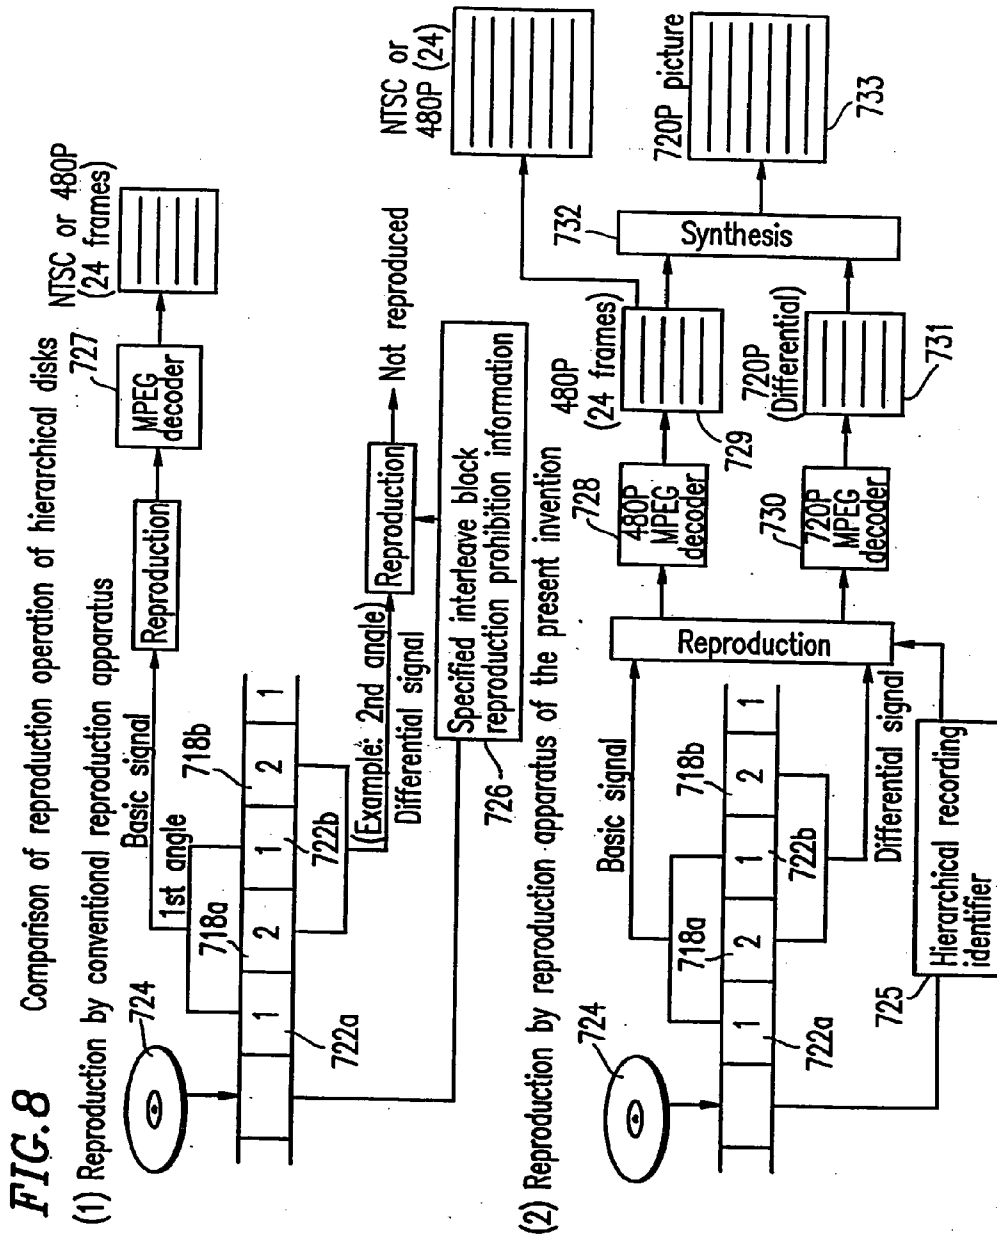 FIG.8
Comparison of reproduction operation of hierarchical disks
(1) Reproduction by conventional reproduction apparatus
724
Basic signal
1st angle
Reproduction
727
MPEG
decoder
NTSC or 480P
(24 frames)
718a
718b
1
2
1
2
1
722a
722b
(Example: 2nd angle)
Differential signal
Reproduction
Not reproduced
726
Specified interleave block
reproduction prohibition information
(2) Reproduction by reproduction apparatus of the present invention
724
Basic signal
718a
718b
1
2
1
2
1
722a
722b
Differential signal
725
Hierarchical recording
identifier
Reproduction
728
480P
MPEG
decoder
480P
(24 frames)
729
NTSC or
480P (24)
730
720P
MPEG
decoder
720P
(Differential)
731
732
Synthesis
720P picture
733